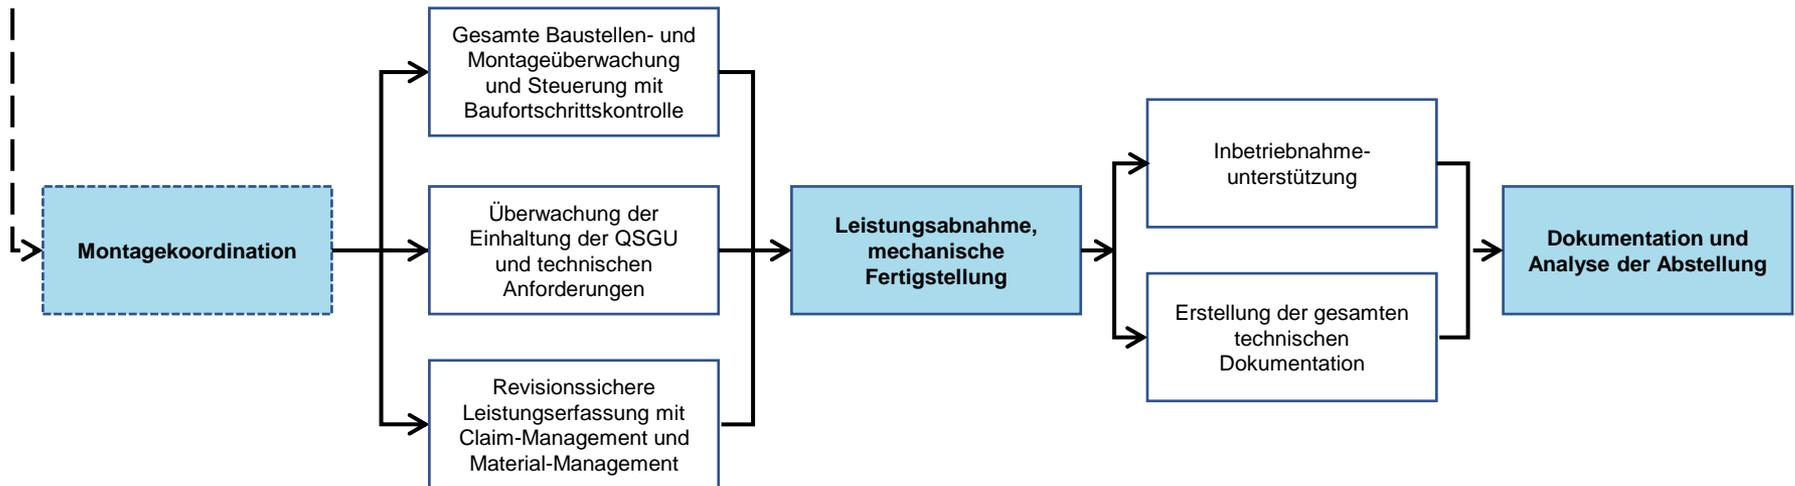 Gesamte Baustellen- und
Montageüberwachung
und Steuerung mit
Baufortschrittskontrolle
Montagekoordination
Überwachung der
Einhaltung der QSGU
und technischen
Anforderungen
Revisionssichere
Leistungserfassung mit
Claim-Management und
Material-Management
Leistungsabnahme,
mechanische
Fertigstellung
Inbetriebnahme-
unterstützung
Erstellung der gesamten
technischen
Dokumentation
Dokumentation und
Analyse der Abstellung